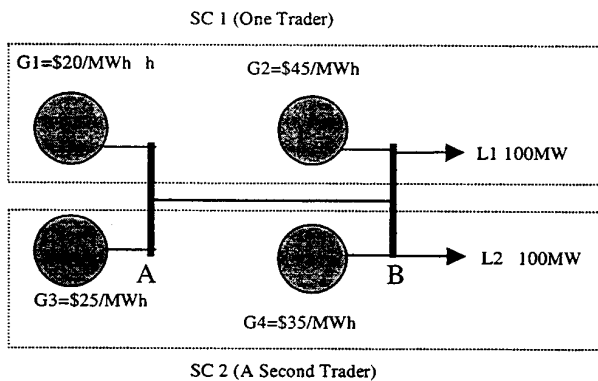 SC 1 (One Trader)
G1=$20/MWh h
G2=$45/MWh
L1 100MW
A
B
L2 100MW
G3=$25/MWh
G4=$35/MWh
SC 2 (A Second Trader)